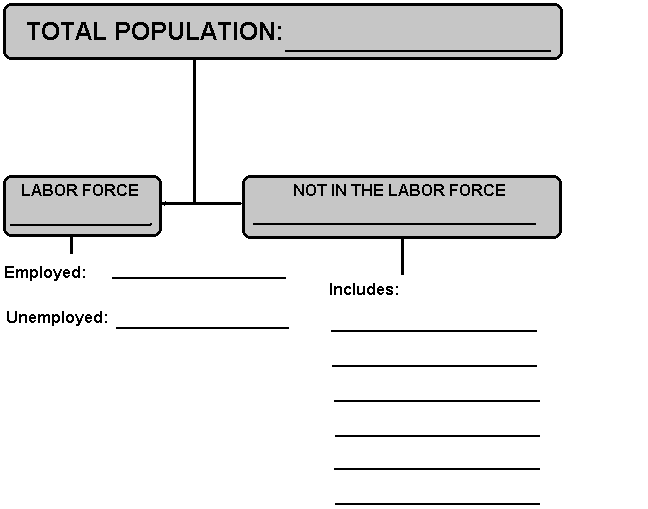 TOTAL POPULATION:
LABOR FORCE
NOT IN THE LABOR FORCE
Employed:
Includes:
Unemployed: